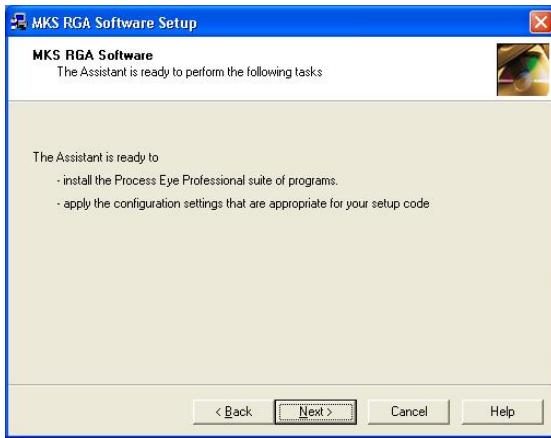 MKS RGA Software Setup
MKS RGA Software
The Assistant is ready to perform the following tasks
The Assistant is ready to
- install the Process Eye Professional suite of programs.
- apply the configuration settings that are appropriate for your setup code
< Back Next > Cancel Help